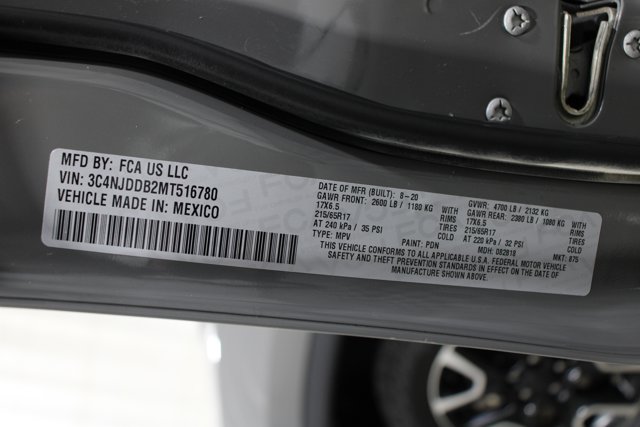 MFD BY: FCA US LLC
VIN: 3C4NJDDB2MT516780
VEHICLE MADE IN: MEXICO
DATE OF MFR (BUILT): 8-20 GVWR: 4700 LB / 2132 KG
GAWR FRONT: 2600 LB / 1180 KG WITH GAWR REAR: 2380 LB / 1080 KG WITH
17X6.5 RIMS 17X6.5 RIMS
215/65R17 TIRES 215/65R17 TIRES
AT 240 kPa / 35 PSI COLD AT 220 kPa / 32 PSI COLD
TYPE: MPV PAINT: PDN MDH: 082818 MKT: 875
THIS VEHICLE CONFORMS TO ALL APPLICABLE U.S.A. FEDERAL MOTOR VEHICLE
SAFETY AND THEFT PREVENTION STANDARDS IN EFFECT ON THE DATE OF
MANUFACTURE SHOWN ABOVE.